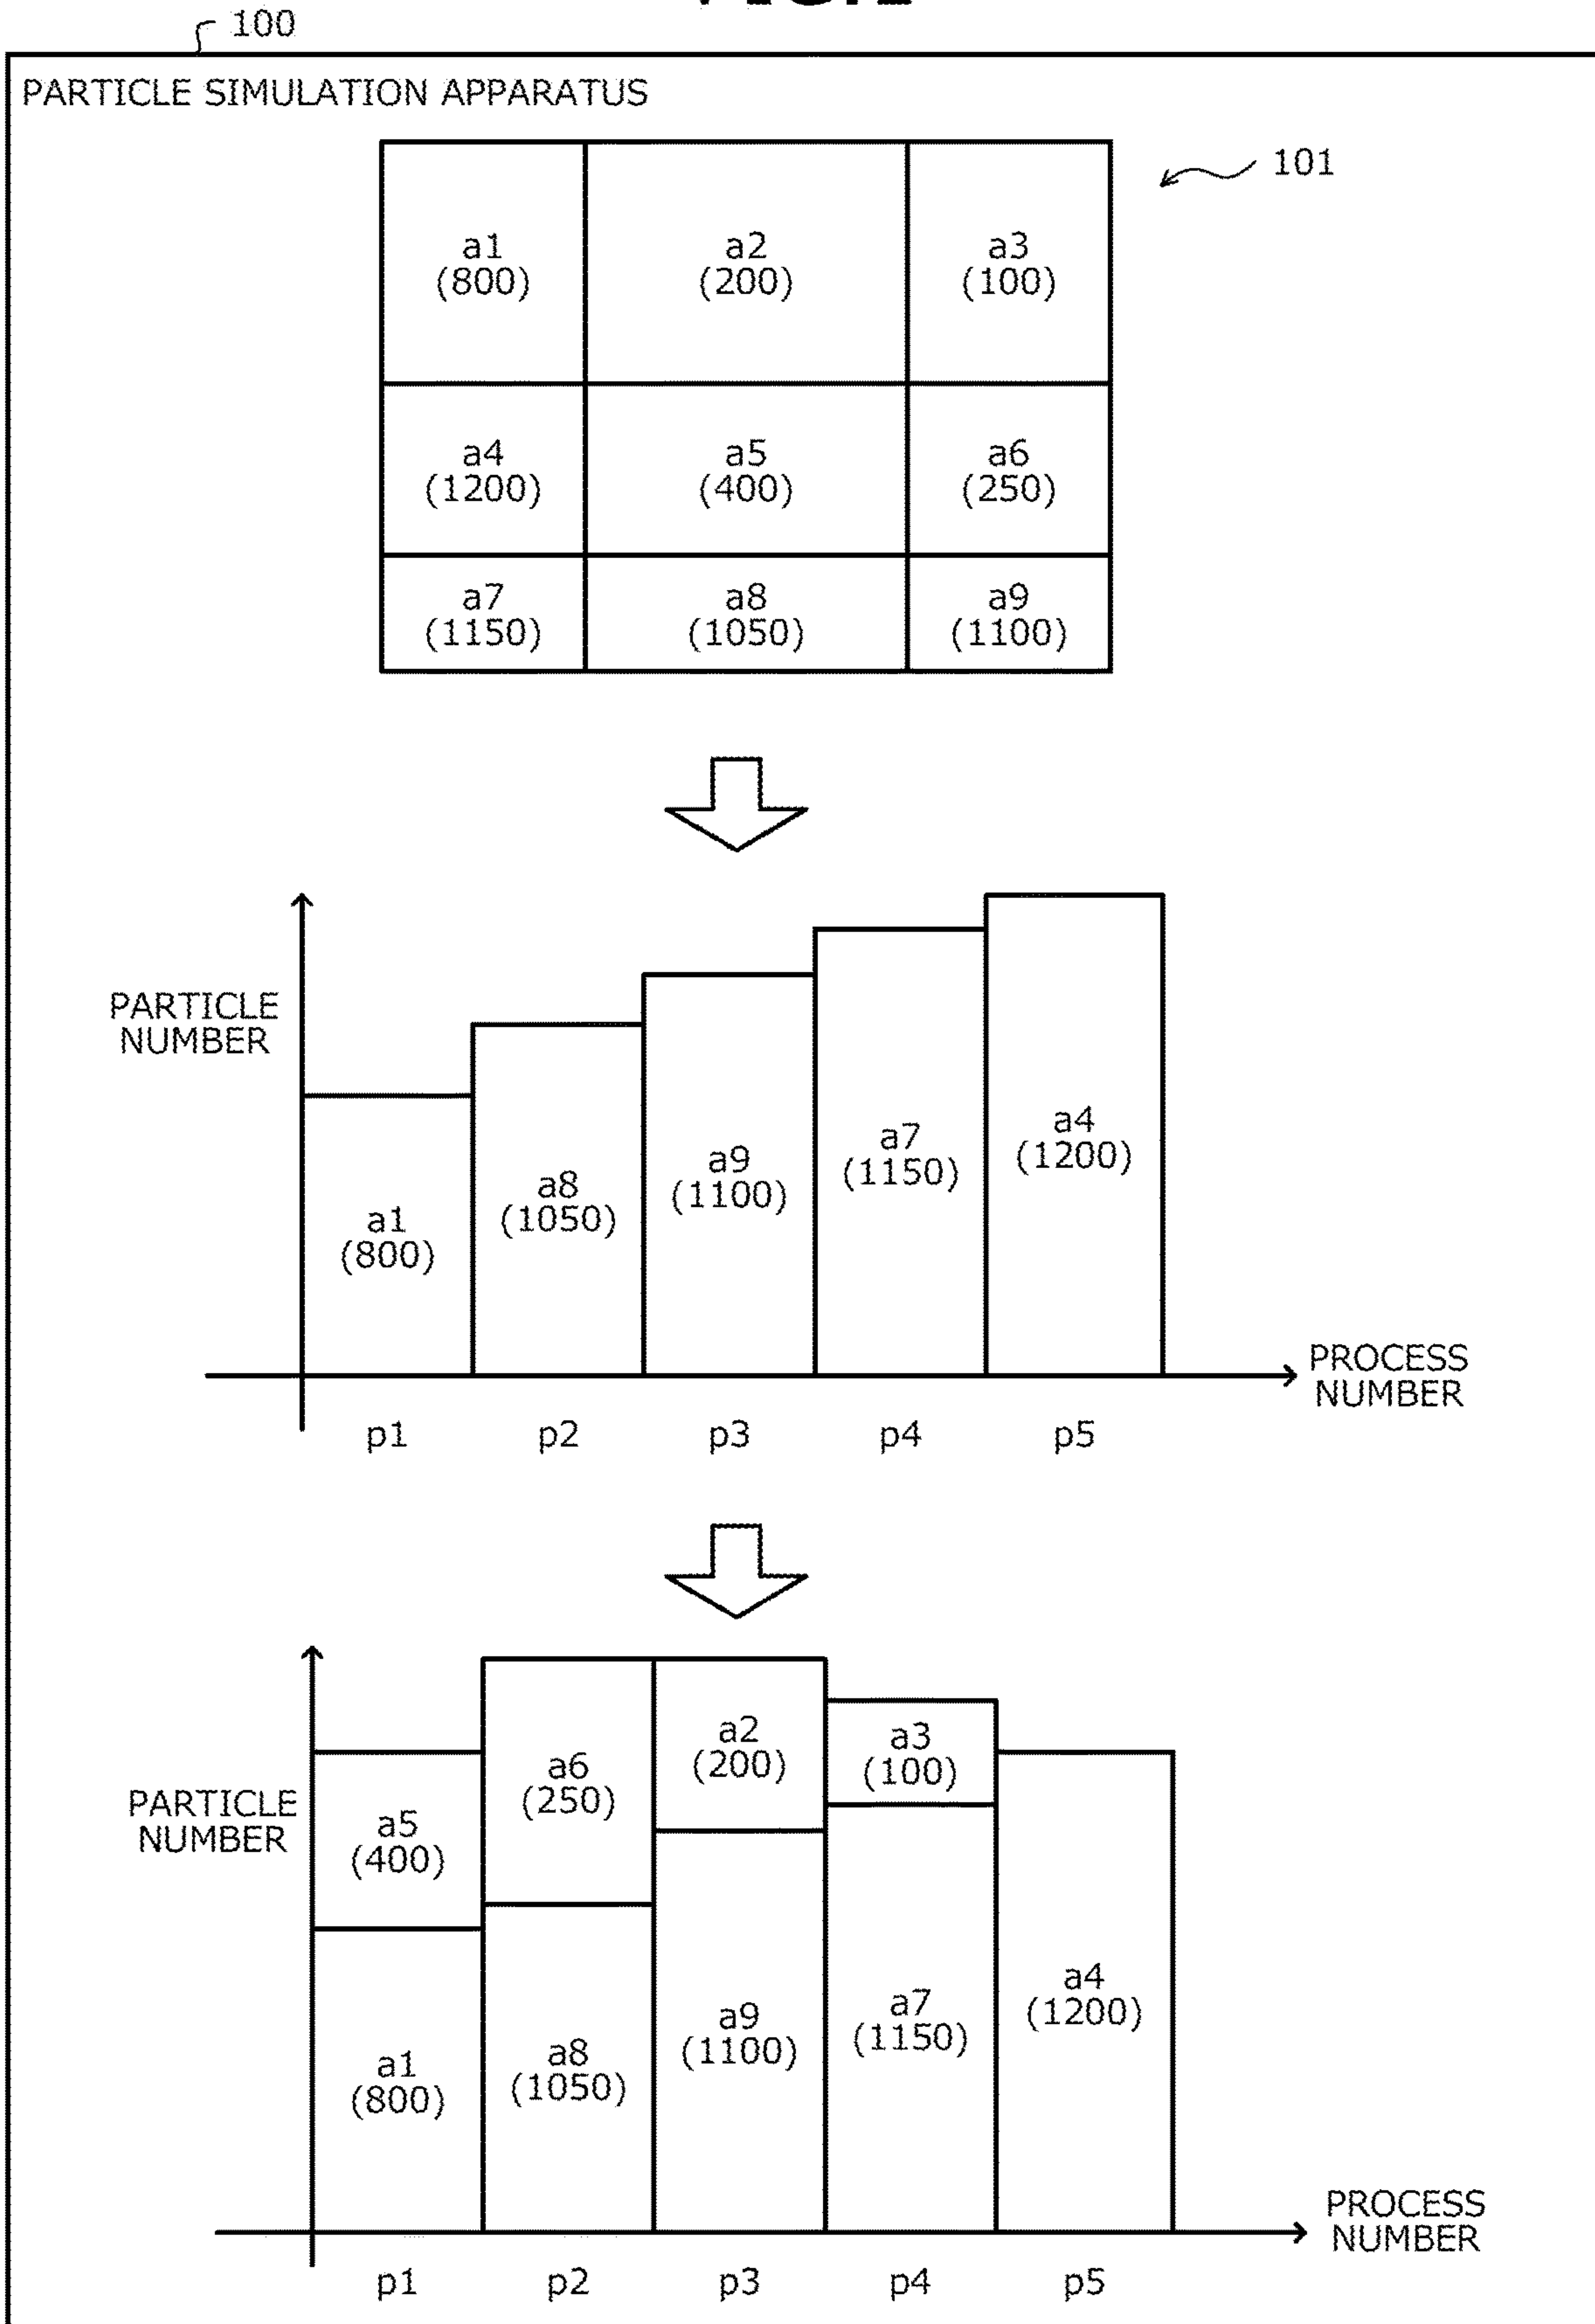 100
PARTICLE SIMULATION APPARATUS
101
a1
(800)
a2
(200)
a3
(100)
a4
(1200)
a5
(400)
a6
(250)
a7
(1150)
a8
(1050)
a9
(1100)
PARTICLE
NUMBER
a1
(800)
a8
(1050)
a9
(1100)
a7
(1150)
a4
(1200)
PROCESS
NUMBER
p1
p2
p3
p4
p5
PARTICLE
NUMBER
a5
(400)
a1
(800)
a6
(250)
a8
(1050)
a2
(200)
a9
(1100)
a3
(100)
a7
(1150)
a4
(1200)
PROCESS
NUMBER
p1
p2
p3
p4
p5